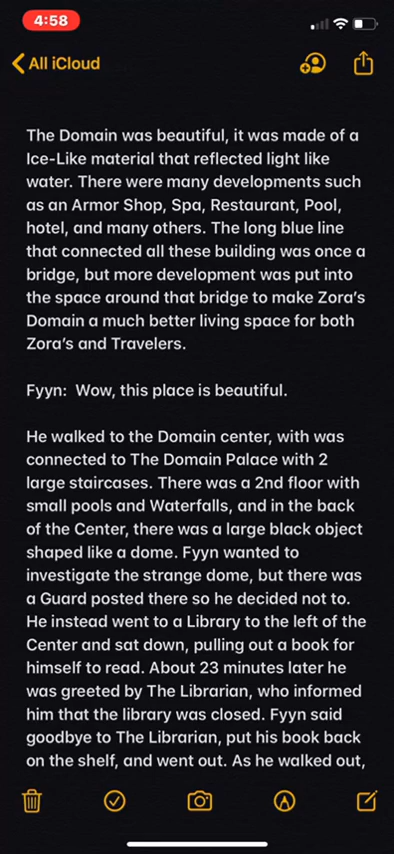 4:58
All iCloud
The Domain was beautiful, it was made of a
Ice-Like material that reflected light like
water. There were many developments such
as an Armor Shop, Spa, Restaurant, Pool,
hotel, and many others. The long blue line
that connected all these building was once a
bridge, but more development was put into
the space around that bridge to make Zora's
Domain a much better living space for both
Zora's and Travelers.
Fyyn:  Wow, this place is beautiful.
He walked to the Domain center, with was
connected to The Domain Palace with 2
large staircases. There was a 2nd floor with
small pools and Waterfalls, and in the back
of the Center, there was a large black object
shaped like a dome. Fyyn wanted to
investigate the strange dome, but there was
a Guard posted there so he decided not to.
He instead went to a Library to the left of the
Center and sat down, pulling out a book for
himself to read. About 23 minutes later he
was greeted by The Librarian, who informed
him that the library was closed. Fyyn said
goodbye to The Librarian, put his book back
on the shelf, and went out. As he walked out,